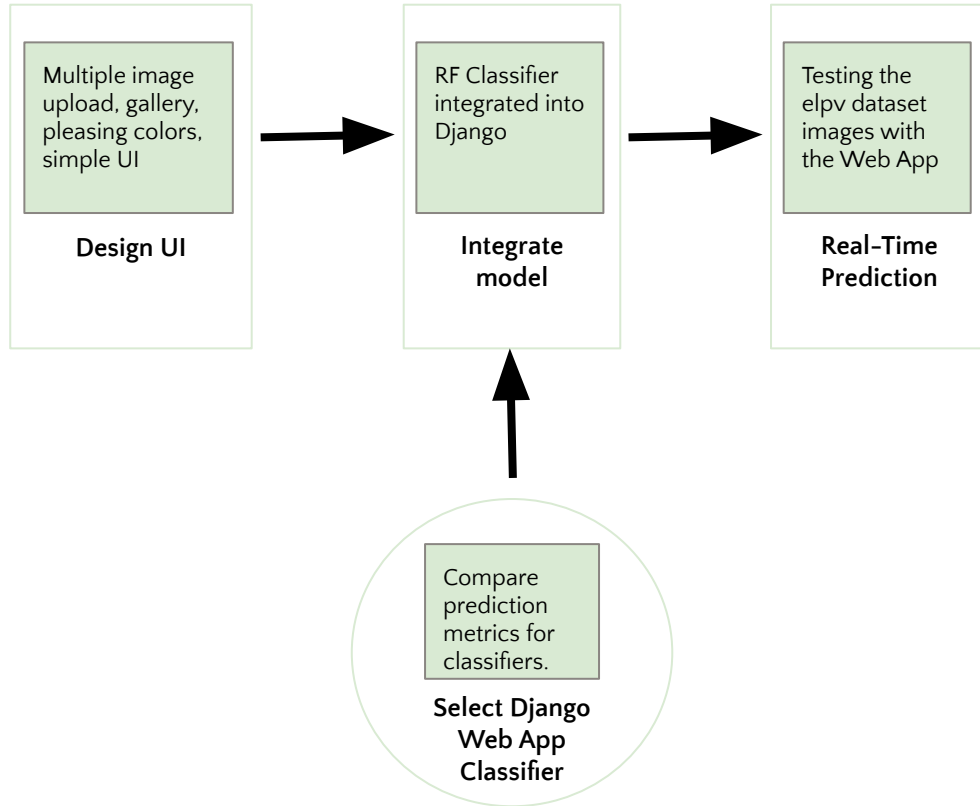 Multiple image
upload, gallery,
pleasing colors,
simple UI
Design UI
RF Classifier
integrated into
Django
Integrate
model
Testing the
elpv dataset
images with
the Web App
Real-Time
Prediction
Compare
prediction
metrics for
classifiers.
Select Django
Web App
Classifier